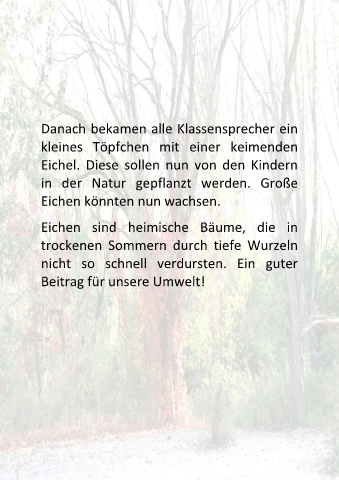 Danach bekamen alle Klassensprecher ein
kleines Töpfchen mit einer keimenden
Eichel. Diese sollen nun von den Kindern
in der Natur gepflanzt werden. Große
Eichen könnten nun wachsen.
Eichen sind heimische Bäume, die in
trockenen Sommern durch tiefe Wurzeln
nicht so schnell verdursten. Ein guter
Beitrag für unsere Umwelt!